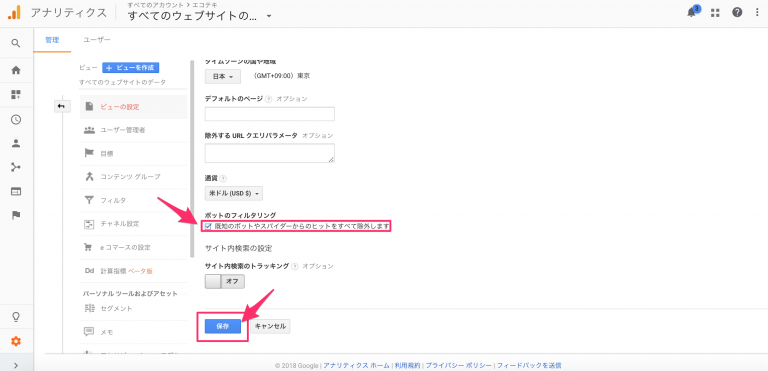 アナリティクス
すべてのアカウント > エコテキ
すべてのウェブサイトの...
3
管理
ユーザー
ビュー
+ ビューを作成
すべてのウェブサイトのデータ
ビューの設定
ユーザー管理者
目標
コンテンツ グループ
フィルタ
チャネル設定
e コマースの設定
Dd 計算指標 ベータ版
パーソナル ツールおよびアセット
セグメント
メモ
タイムゾーンの国や地域
日本
(GMT+09:00) 東京
デフォルトのページ ? オプション
除外する URL クエリパラメータ オプション
通貨 ?
米ドル (USD $)
ボットのフィルタリング
既知のボットやスパイダーからのヒットをすべて除外します
サイト内検索の設定
サイト内検索のトラッキング ? オプション
オフ
保存
キャンセル
© 2018 Google | アナリティクス ホーム | 利用規約 | プライバシー ポリシー | フィードバックを送信